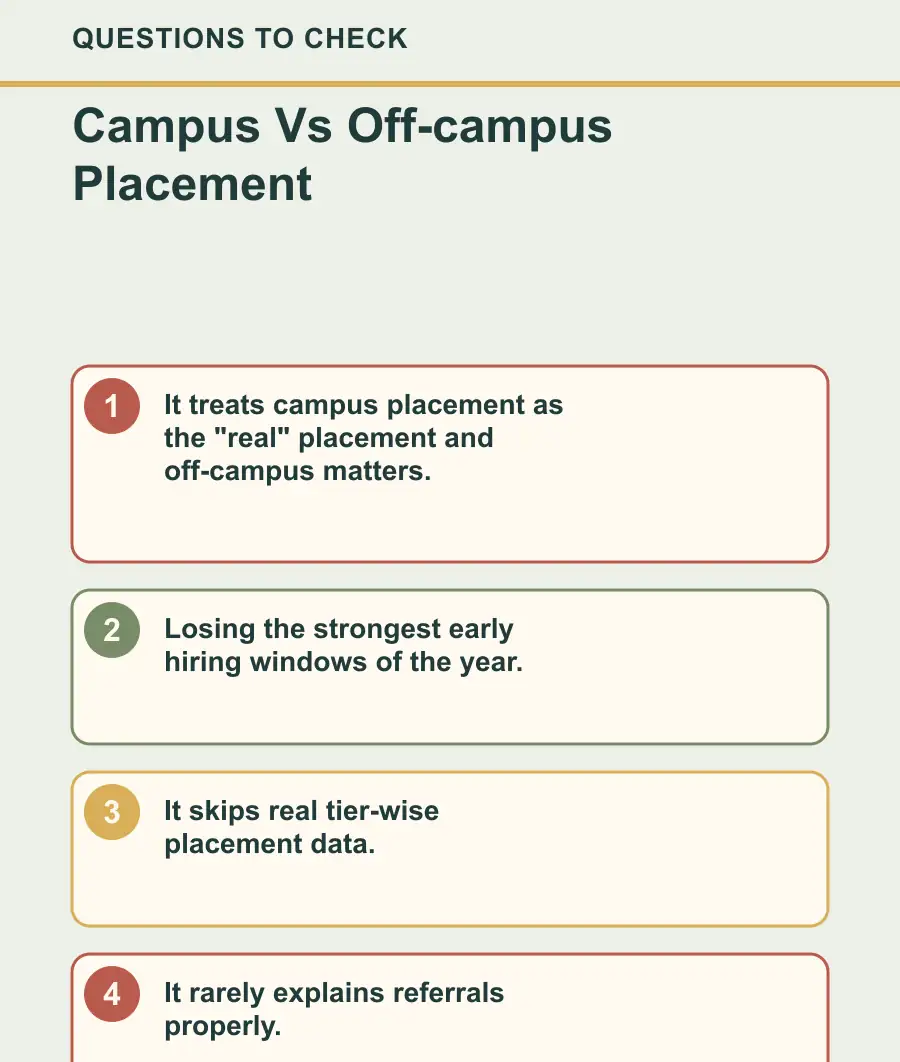 QUESTIONS TO CHECK
Campus Vs Off-campus
Placement
1
It treats campus placement as
the "real" placement and
off-campus matters.
2
Losing the strongest early
hiring windows of the year.
3
It skips real tier-wise
placement data.
4
It rarely explains referrals
properly.